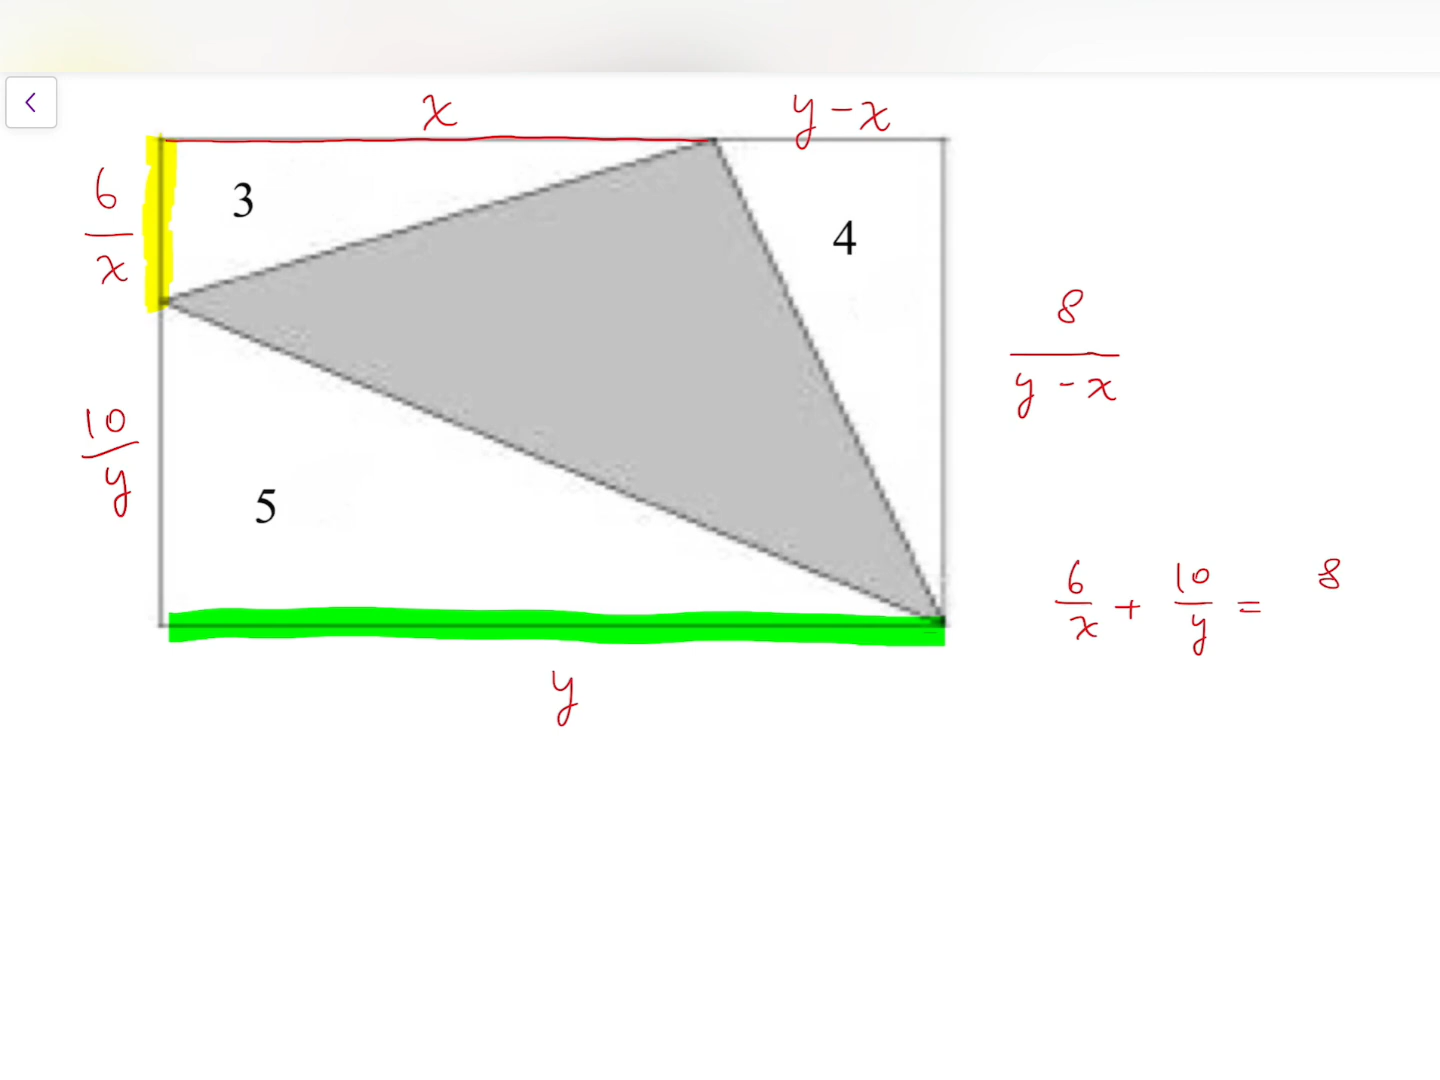 x
y - x
6/x
3
4
8/(y - x)
10/y
5
6/x + 10/y = 8
y